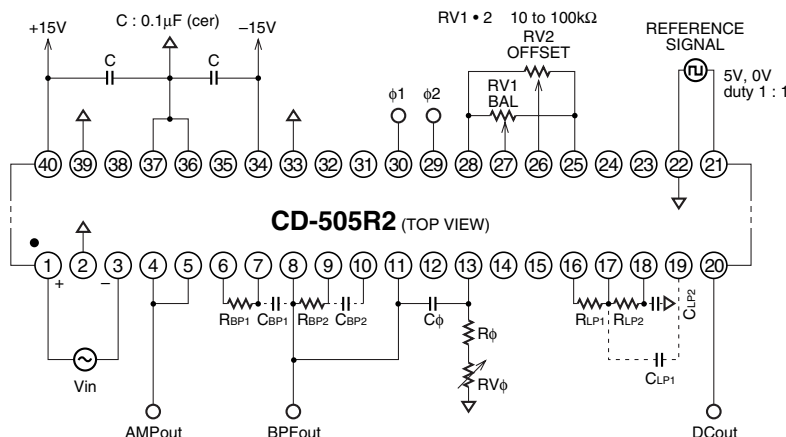 C : 0.1µF (cer)
+15V
−15V
C
C
RV1 • 2 10 to 100kΩ
RV2
OFFSET
RV1
BAL
REFERENCE
SIGNAL
5V, 0V
duty 1 : 1
ϕ1
ϕ2
40 39 38 37 36 35 34 33 32 31 30 29 28 27 26 25 24 23 22 21
CD-505R2 (TOP VIEW)
1 2 3 4 5 6 7 8 9 10 11 12 13 14 15 16 17 18 19 20
+
−
RBP1
CBP1
RBP2
CBP2
Cϕ
Rϕ
RVϕ
RLP1
RLP2
CLP2
CLP1
Vin
AMPout
BPFout
DCout